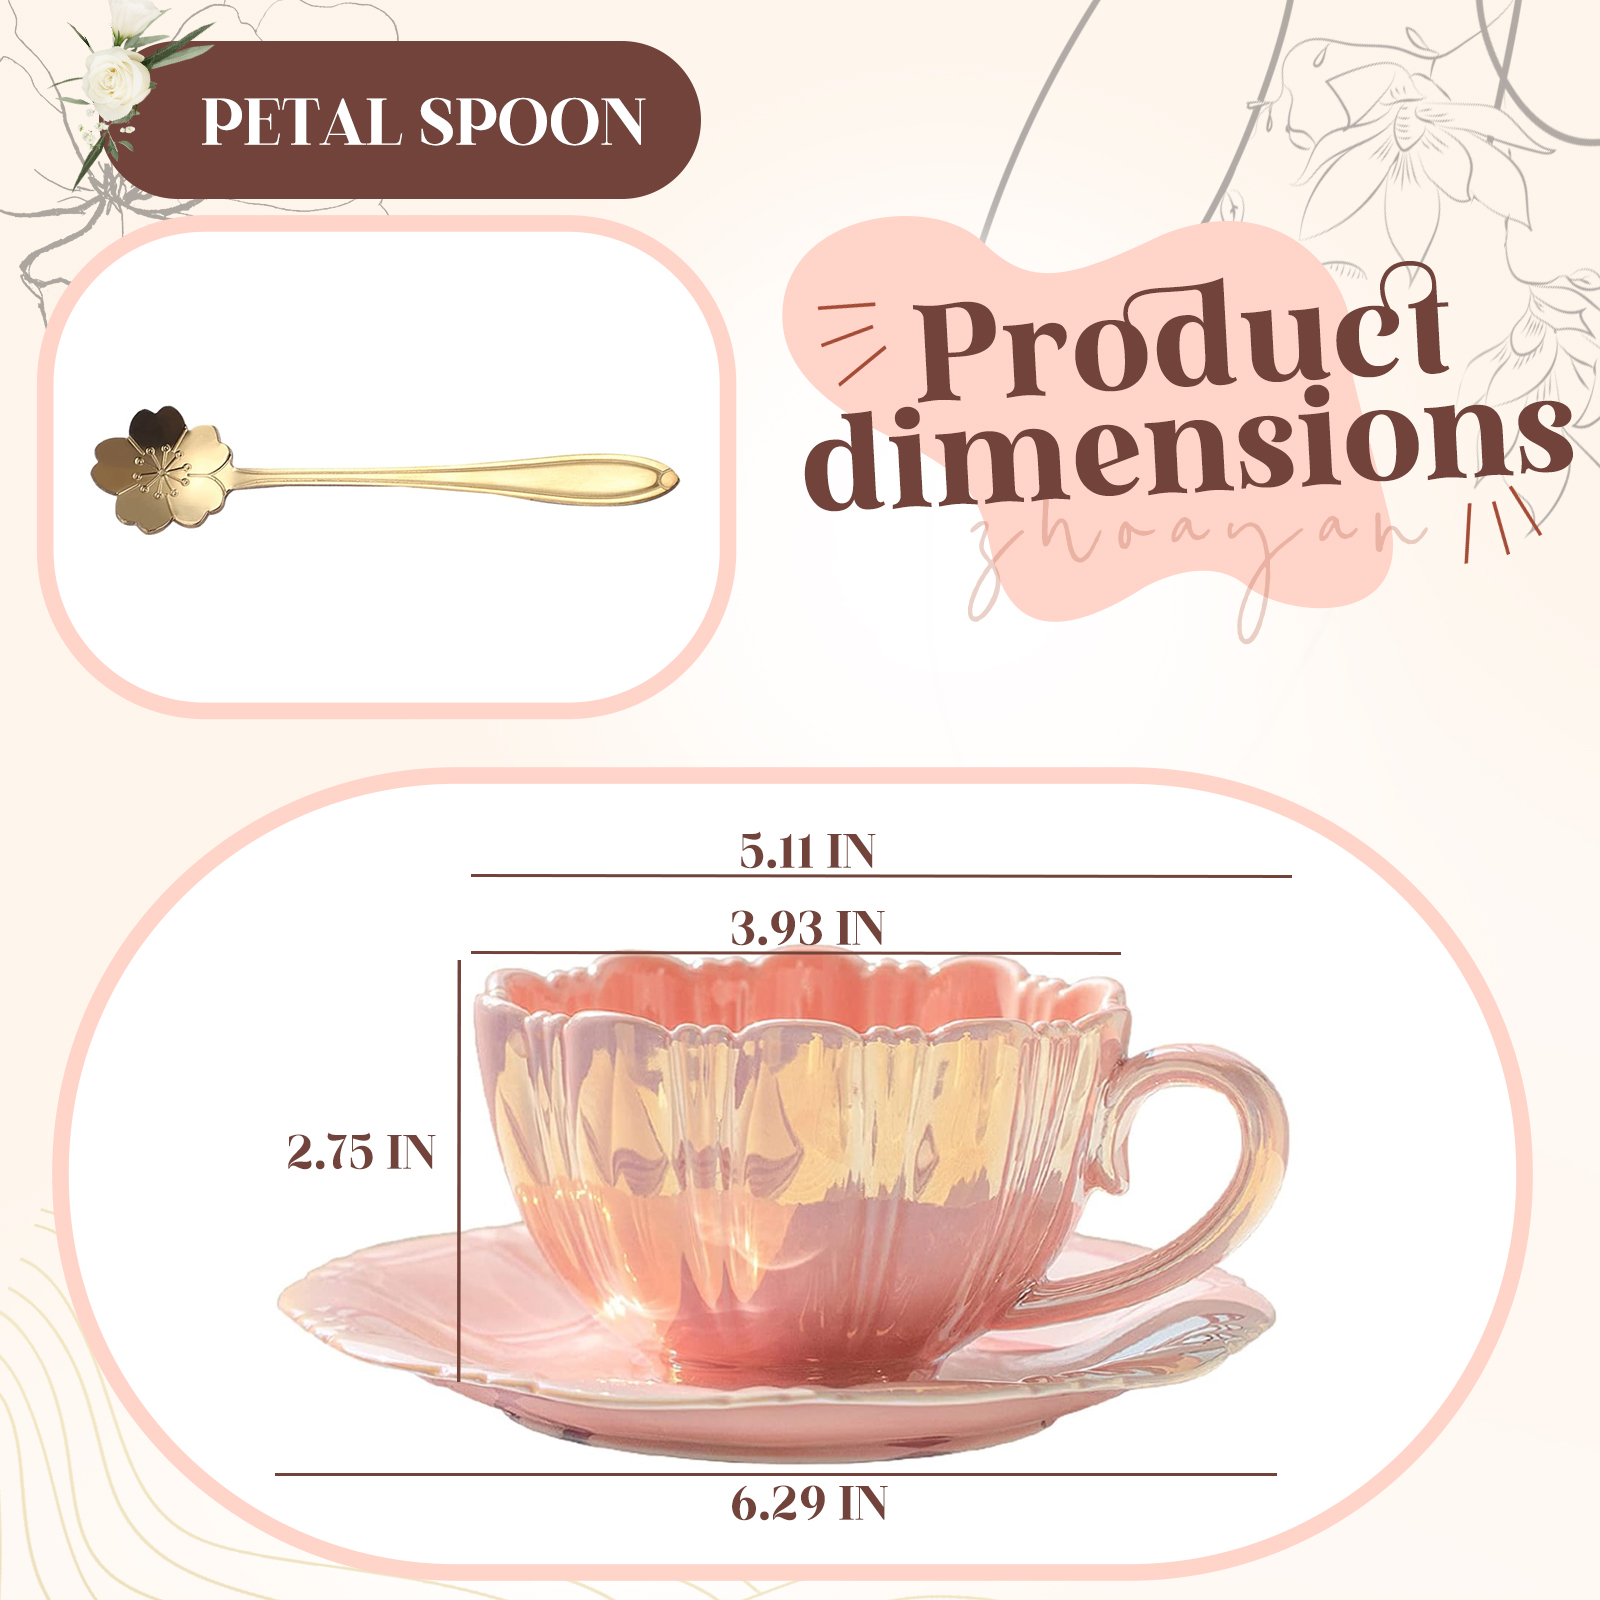 PETAL SPOON
Product
dimensions
zhoayan
5.11 IN
3.93 IN
2.75 IN
6.29 IN